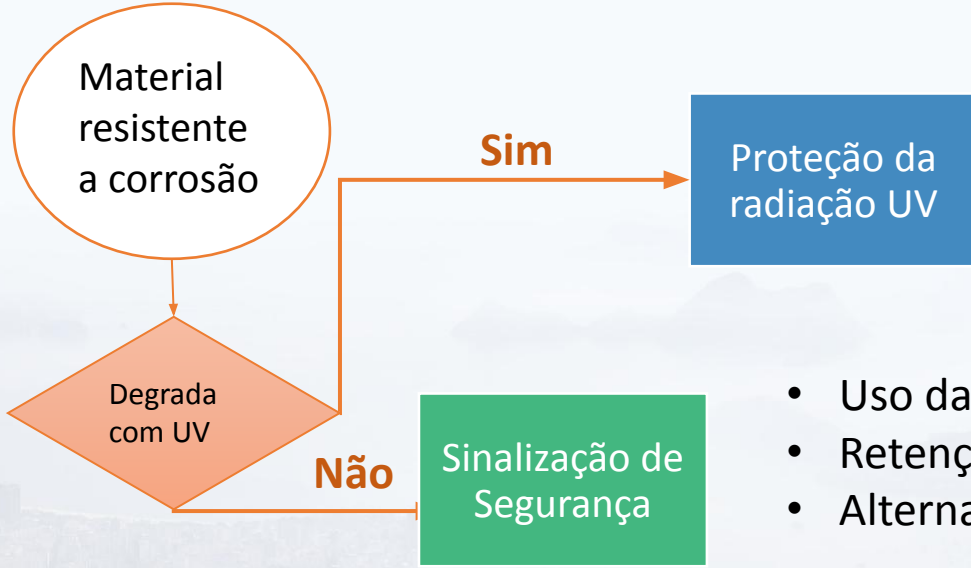 Material
resistente
a corrosão
Sim
Proteção da
radiação UV
Degrada
com UV
Não
Sinalização de
Segurança
• Uso da
• Retenç
• Alterna